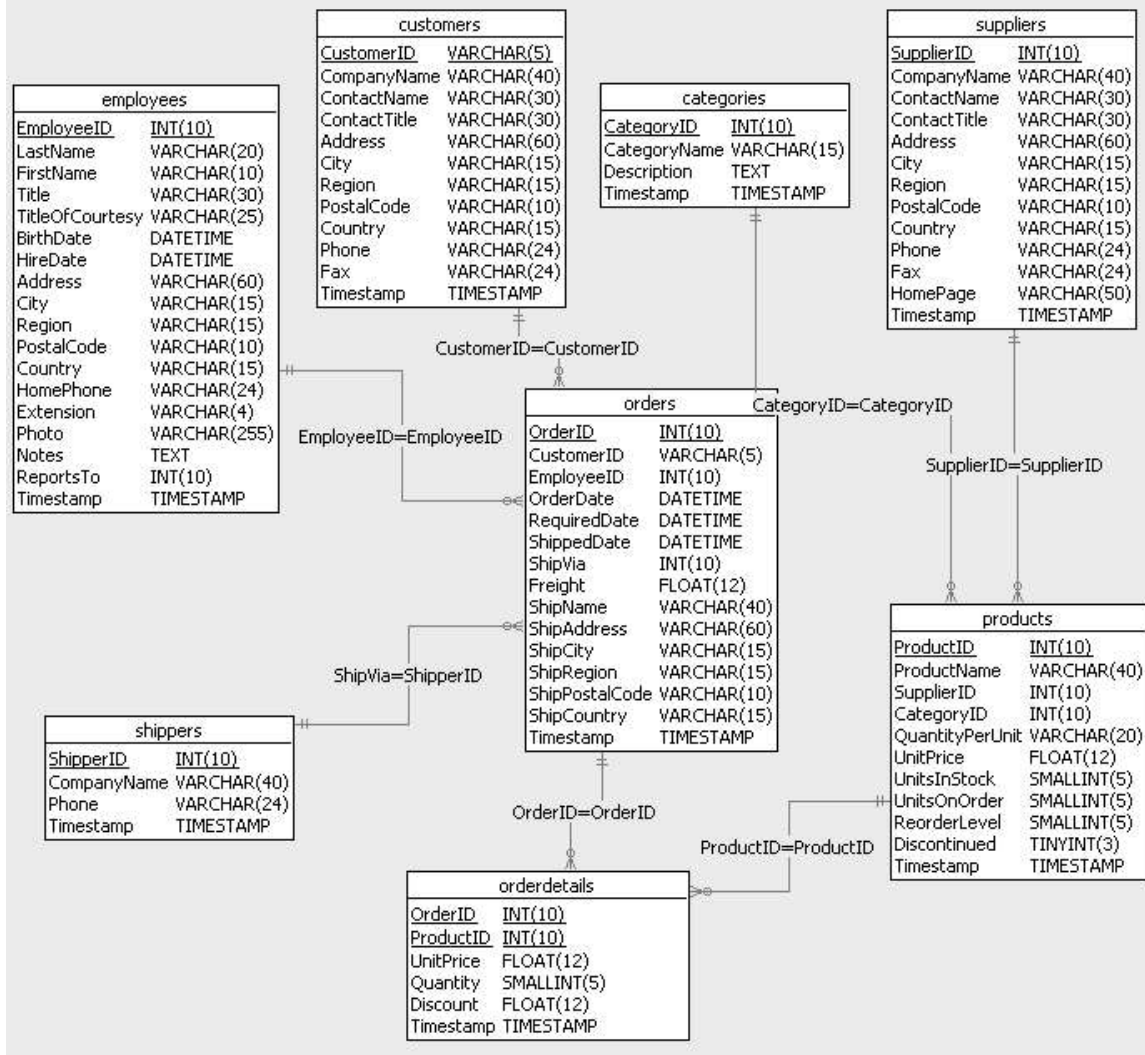 customers
CustomerID VARCHAR(5)
CompanyName VARCHAR(40)
ContactName VARCHAR(30)
ContactTitle VARCHAR(30)
Address VARCHAR(60)
City VARCHAR(15)
Region VARCHAR(15)
PostalCode VARCHAR(10)
Country VARCHAR(15)
Phone VARCHAR(24)
Fax VARCHAR(24)
Timestamp TIMESTAMP
suppliers
SupplierID INT(10)
CompanyName VARCHAR(40)
ContactName VARCHAR(30)
ContactTitle VARCHAR(30)
Address VARCHAR(60)
City VARCHAR(15)
Region VARCHAR(15)
PostalCode VARCHAR(10)
Country VARCHAR(15)
Phone VARCHAR(24)
Fax VARCHAR(24)
HomePage VARCHAR(50)
Timestamp TIMESTAMP
employees
EmployeeID INT(10)
LastName VARCHAR(20)
FirstName VARCHAR(10)
Title VARCHAR(30)
TitleOfCourtesy VARCHAR(25)
BirthDate DATETIME
HireDate DATETIME
Address VARCHAR(60)
City VARCHAR(15)
Region VARCHAR(15)
PostalCode VARCHAR(10)
Country VARCHAR(15)
HomePhone VARCHAR(24)
Extension VARCHAR(4)
Photo VARCHAR(255)
Notes TEXT
ReportsTo INT(10)
Timestamp TIMESTAMP
categories
CategoryID INT(10)
CategoryName VARCHAR(15)
Description TEXT
Timestamp TIMESTAMP
CustomerID=CustomerID
EmployeeID=EmployeeID
CategoryID=CategoryID
SupplierID=SupplierID
orders
OrderID INT(10)
CustomerID VARCHAR(5)
EmployeeID INT(10)
OrderDate DATETIME
RequiredDate DATETIME
ShippedDate DATETIME
ShipVia INT(10)
Freight FLOAT(12)
ShipName VARCHAR(40)
ShipAddress VARCHAR(60)
ShipCity VARCHAR(15)
ShipRegion VARCHAR(15)
ShipPostalCode VARCHAR(10)
ShipCountry VARCHAR(15)
Timestamp TIMESTAMP
products
ProductID INT(10)
ProductName VARCHAR(40)
SupplierID INT(10)
CategoryID INT(10)
QuantityPerUnit VARCHAR(20)
UnitPrice FLOAT(12)
UnitsInStock SMALLINT(5)
UnitsOnOrder SMALLINT(5)
ReorderLevel SMALLINT(5)
Discontinued TINYINT(3)
Timestamp TIMESTAMP
ShipVia=ShipperID
shippers
ShipperID INT(10)
CompanyName VARCHAR(40)
Phone VARCHAR(24)
Timestamp TIMESTAMP
OrderID=OrderID
ProductID=ProductID
orderdetails
OrderID INT(10)
ProductID INT(10)
UnitPrice FLOAT(12)
Quantity SMALLINT(5)
Discount FLOAT(12)
Timestamp TIMESTAMP